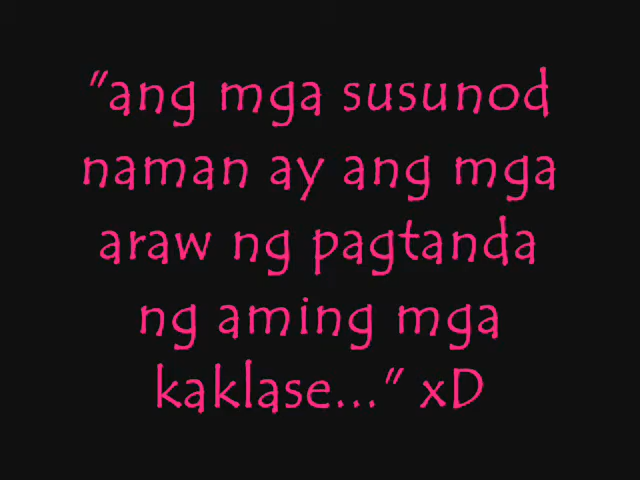 "ang mga susunod
naman ay ang mga
araw ng pagtanda
ng aming mga
kaklase..." xD